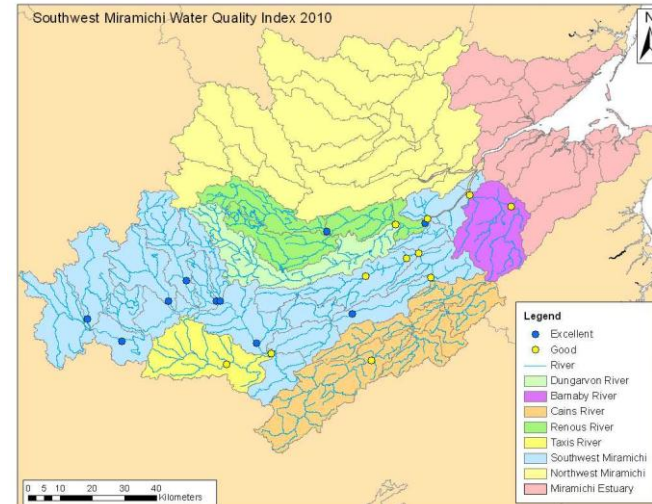 Southwest Miramichi Water Quality Index 2010
N
Legend
Excellent
Good
River
Dungarvon River
Barnaby River
Cains River
Renous River
Taxis River
Southwest Miramichi
Northwest Miramichi
Miramichi Estuary
0 5 10 20 30 40
Kilometers